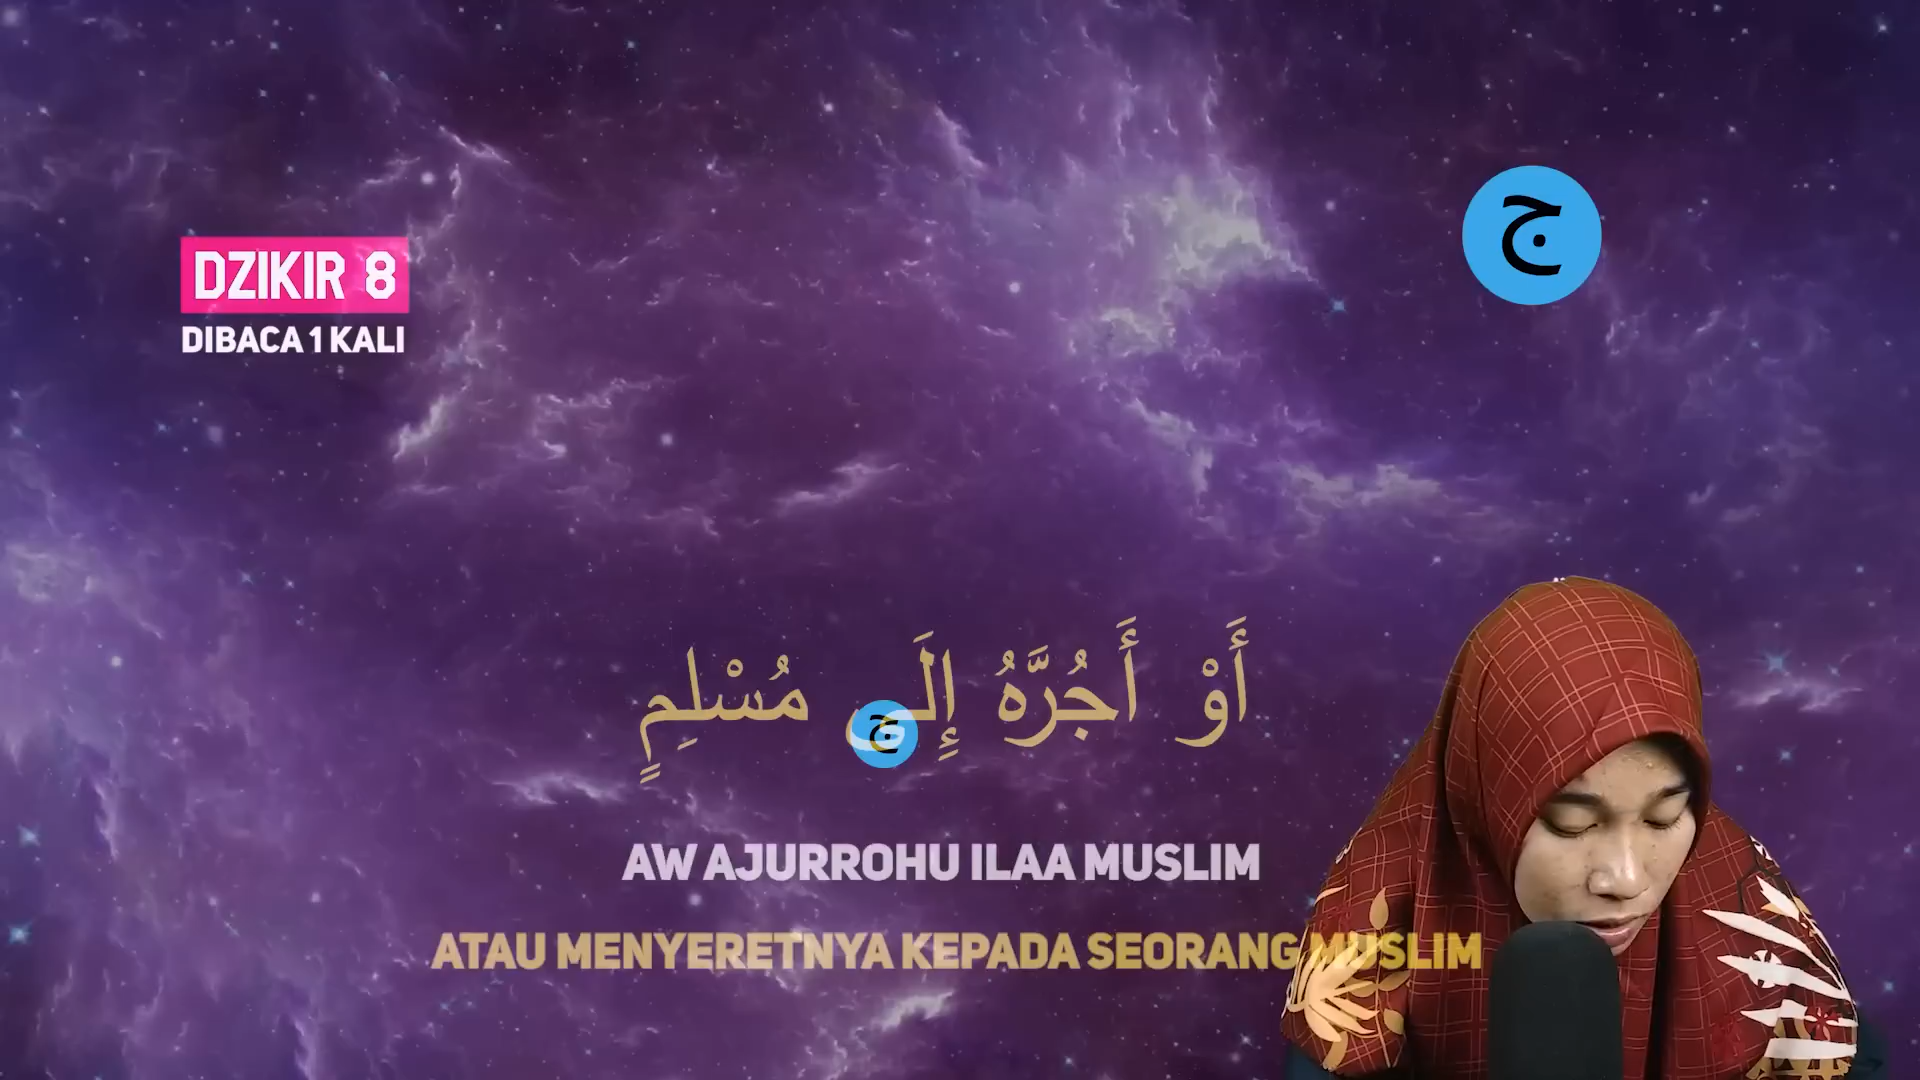 ج
DZIKIR 8
DIBACA 1 KALI
أَوْ أَجُرَّهُ إِلَى مُسْلِمٍ
ج
AW AJURROHU ILAA MUSLIM
ATAU MENYERETNYA KEPADA SEORANG MUSLIM